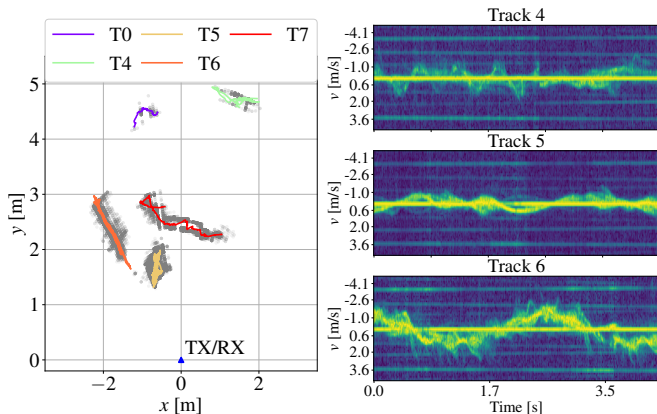 T0 T5 T7
T4 T6
5
4
3
2
1
0
y [m]
TX/RX
−2 0 2
x [m]
Track 4
-4.1
-2.6
-1.0
0.6
2.0
3.6
v [m/s]
Track 5
-4.1
-2.6
-1.0
0.6
2.0
3.6
v [m/s]
Track 6
-4.1
-2.6
-1.0
0.6
2.0
3.6
v [m/s]
0.0 1.7 3.5
Time [s]